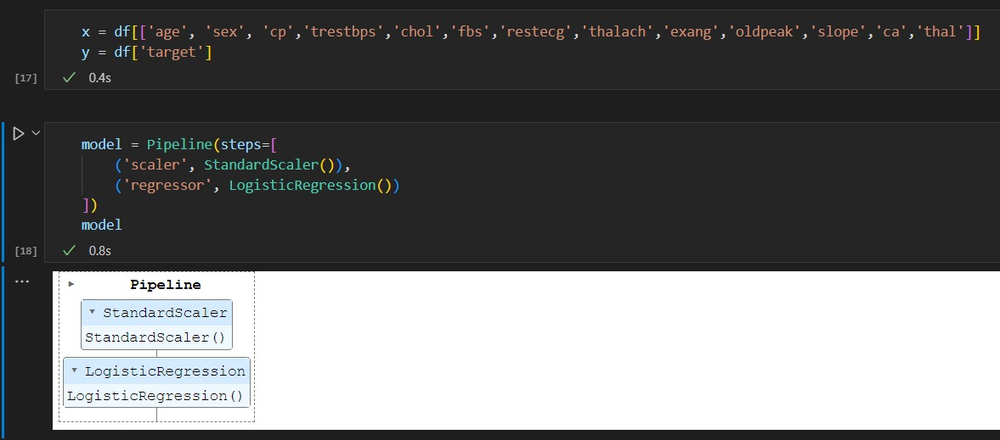 x = df[['age', 'sex', 'cp','trestbps','chol','fbs','restecg','thalach','exang','oldpeak','slope','ca','thal']]
y = df['target']
[17] 0.4s
model = Pipeline(steps=[
('scaler', StandardScaler()),
('regressor', LogisticRegression())
])
model
[18] 0.8s
Pipeline
StandardScaler
StandardScaler()
LogisticRegression
LogisticRegression()